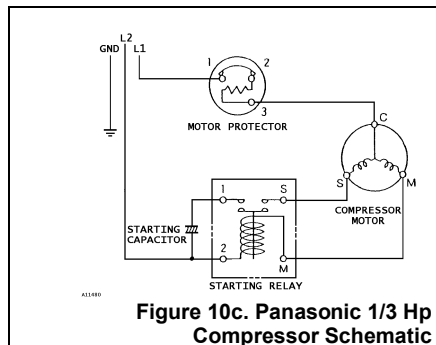 L2
GND L1
1 2
3
MOTOR PROTECTOR
C
S M
COMPRESSOR
MOTOR
1 S
STARTING
CAPACITOR
2
M
STARTING RELAY
A11480
Figure 10c. Panasonic 1/3 Hp
Compressor Schematic